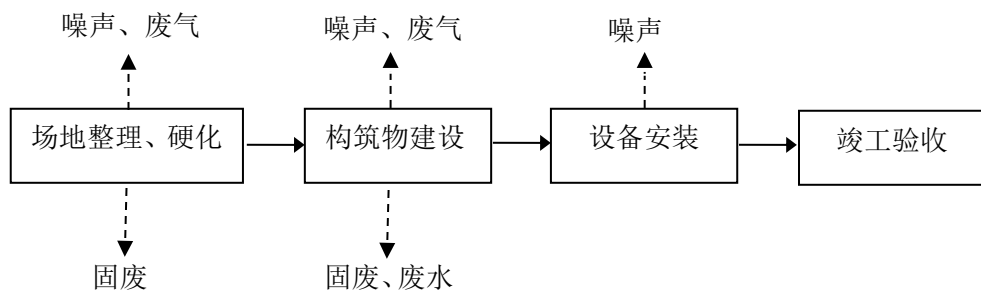 噪声、废气
噪声、废气
噪声
场地整理、硬化
构筑物建设
设备安装
竣工验收
固废
固废、废水